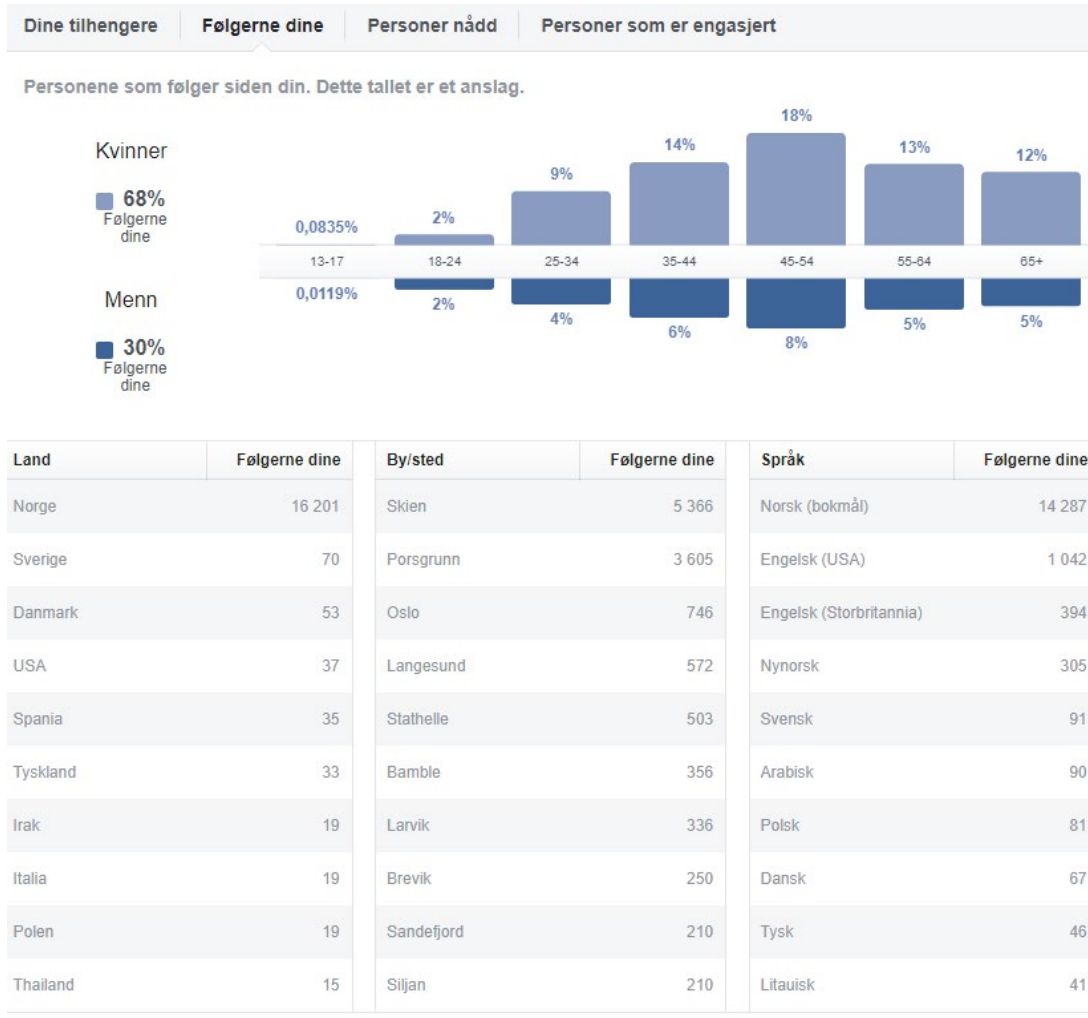 Dine tilhengere Følgerne dine Personer nådd Personer som er engasjert
Personene som følger siden din. Dette tallet er et anslag.
Kvinner
68%
Følgerne
dine
0,0835% 2% 9% 14% 18% 13% 12%
13-17 18-24 25-34 35-44 45-54 55-64 65+
0,0119% 2% 4% 6% 8% 5% 5%
Menn
30%
Følgerne
dine
Land Følgerne dine By/sted Følgerne dine Språk Følgerne dine
Norge 16 201 Skien 5 366 Norsk (bokmål) 14 287
Sverige 70 Porsgrunn 3 605 Engelsk (USA) 1 042
Danmark 53 Oslo 746 Engelsk (Storbritannia) 394
USA 37 Langesund 572 Nynorsk 305
Spania 35 Stathelle 503 Svensk 91
Tyskland 33 Bamble 356 Arabisk 90
Irak 19 Larvik 336 Polsk 81
Italia 19 Brevik 250 Dansk 67
Polen 19 Sandefjord 210 Tysk 46
Thailand 15 Siljan 210 Litauisk 41